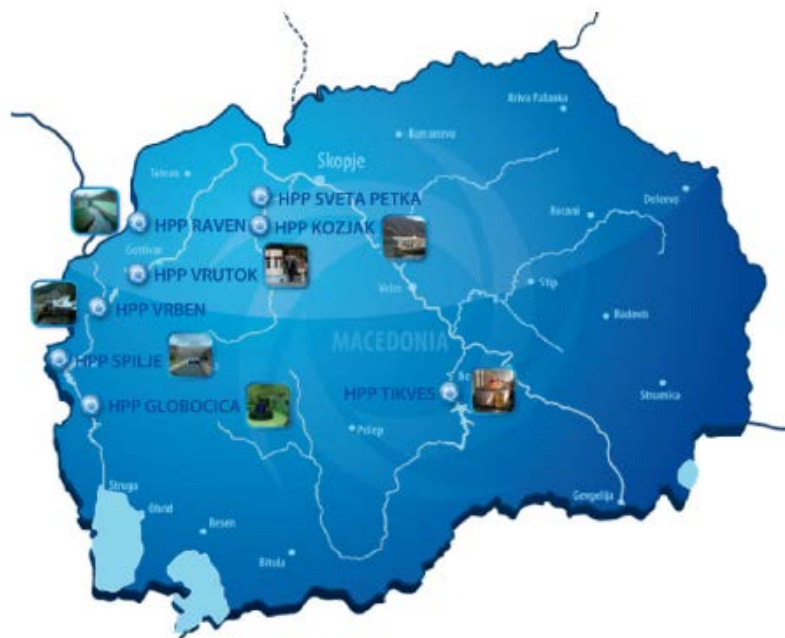 Kriva Palanka
Kumanovo
Skopje
Tetovo
HPP SVETA PETKA
Delcevo
HPP RAVEN
HPP KOZJAK
Kocani
Gostivar
HPP VRUTOK
Veles
Stip
HPP VRBEN
Radovis
MACEDONIA
HPP SPILJE
HPP TIKVES
Strumica
HPP GLOBOCICA
Prilep
Struga
Ohrid
Gevgelija
Resen
Bitola